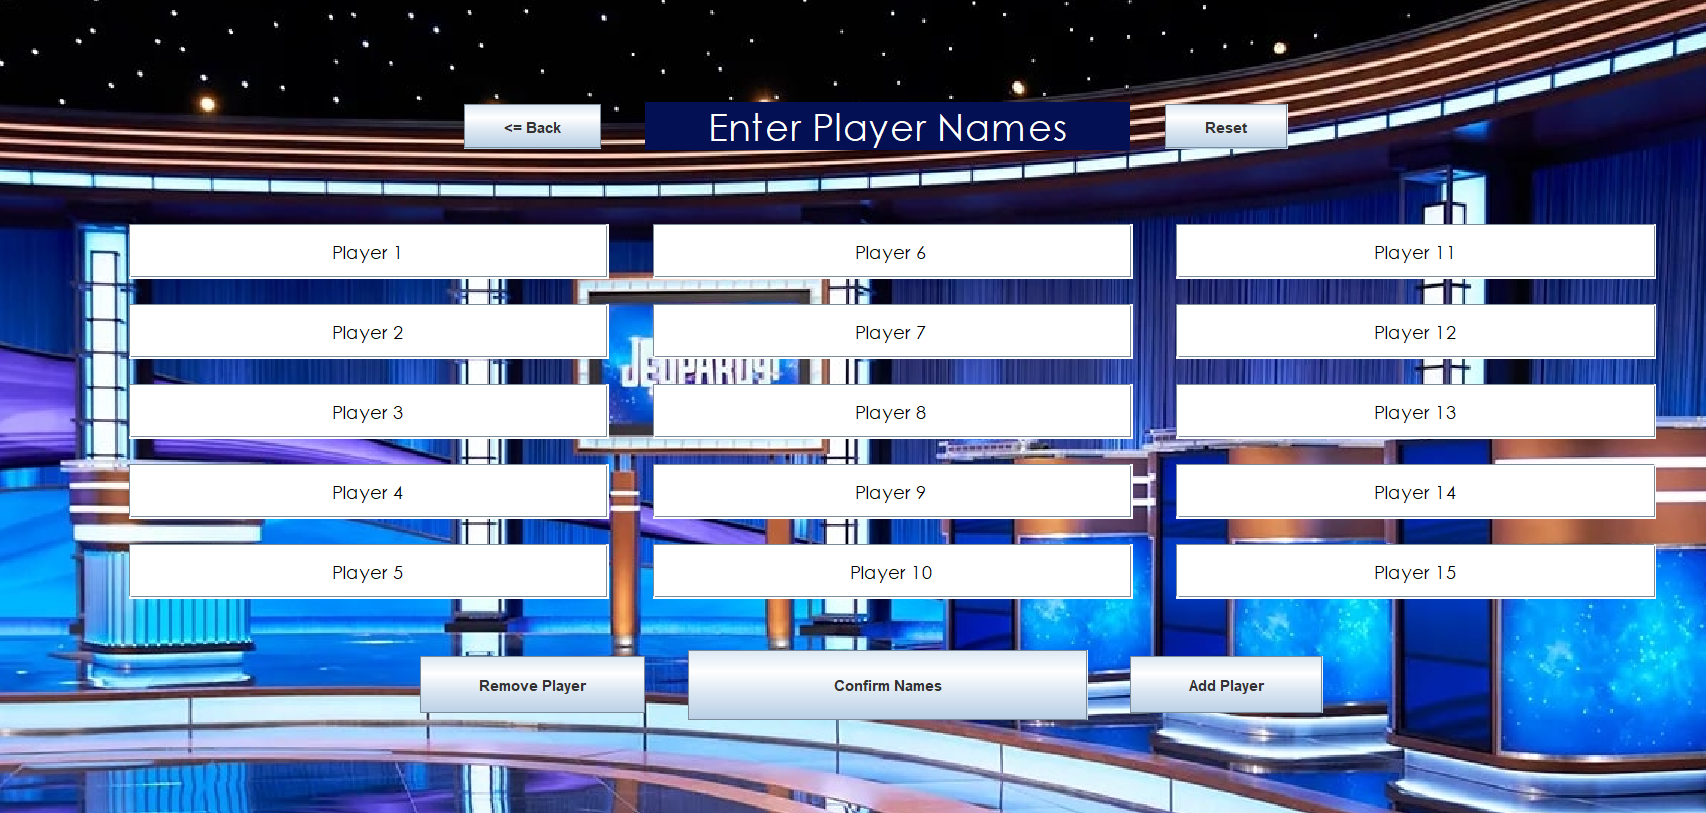 <= Back
Enter Player Names
Reset
Player 1
Player 6
Player 11
Player 2
Player 7
Player 12
JEOPARDY!
Player 3
Player 8
Player 13
Player 4
Player 9
Player 14
Player 5
Player 10
Player 15
Remove Player
Confirm Names
Add Player